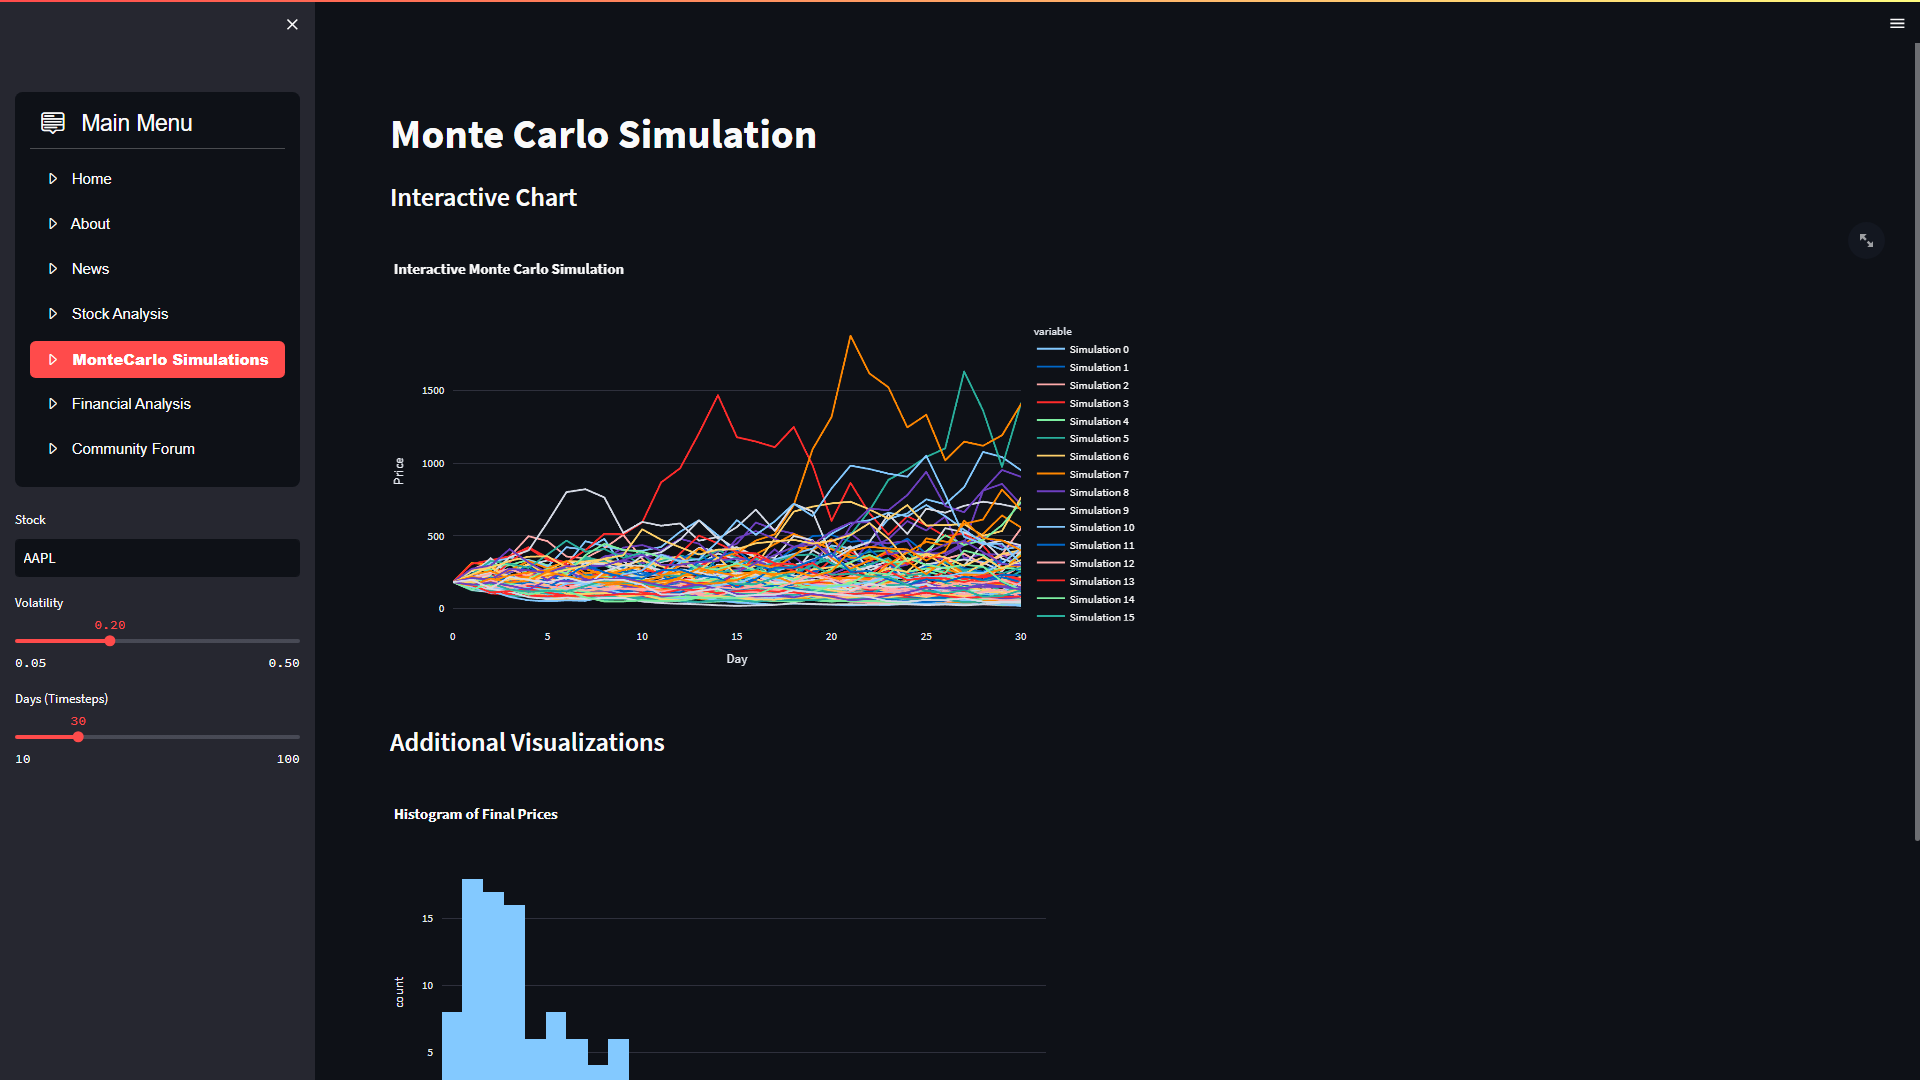 Main Menu
Home
About
News
Stock Analysis
MonteCarlo Simulations
Financial Analysis
Community Forum
Stock
AAPL
Volatility
0.20
0.05 0.50
Days (Timesteps)
30
10 100
Monte Carlo Simulation
Interactive Chart
Interactive Monte Carlo Simulation
Price
1500
1000
500
0
0 5 10 15 20 25 30
Day
variable
Simulation 0
Simulation 1
Simulation 2
Simulation 3
Simulation 4
Simulation 5
Simulation 6
Simulation 7
Simulation 8
Simulation 9
Simulation 10
Simulation 11
Simulation 12
Simulation 13
Simulation 14
Simulation 15
Additional Visualizations
Histogram of Final Prices
count
15
10
5